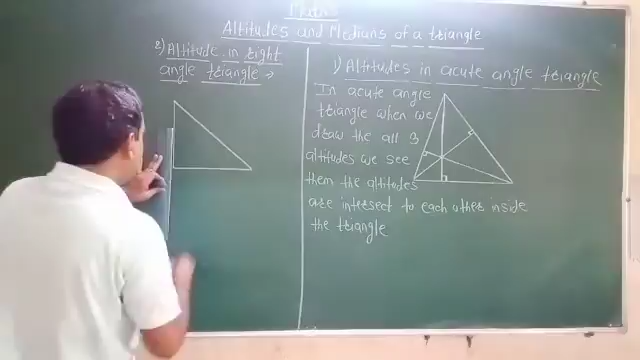 Maths
Altitudes and Medians of a triangle
2) Altitude in right
angle triangle →
1) Altitudes in acute angle triangle
In acute angle
triangle when we
draw the all 3
altitudes we see
them the altitudes
are intersect to each other inside
the triangle